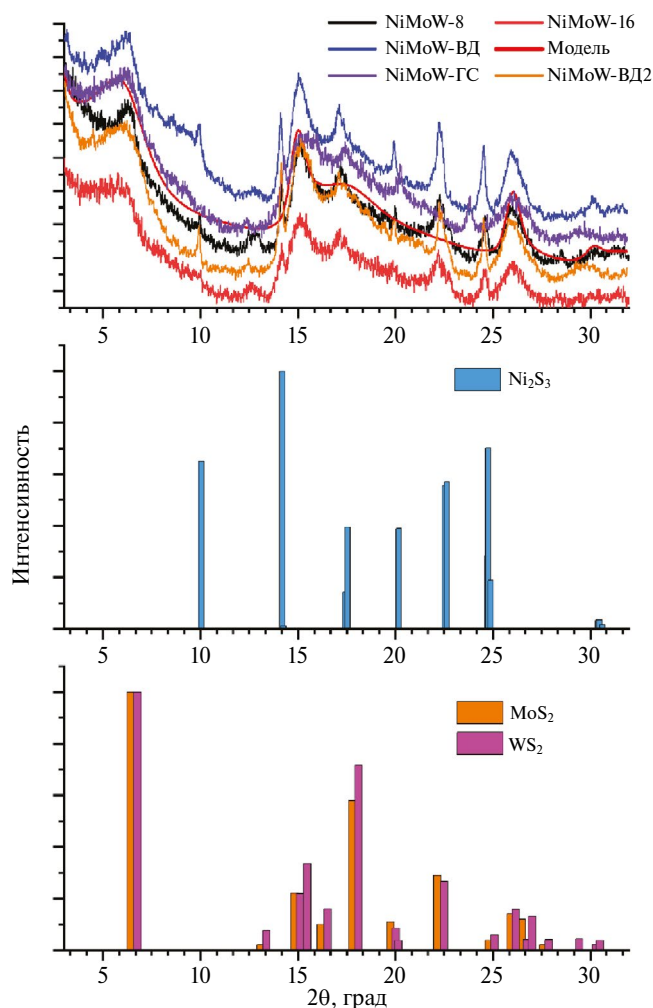 NiMoW-8 NiMoW-16
NiMoW-ВД Модель
NiMoW-ГС NiMoW-ВД2
5 10 15 20 25 30
Ni₂S₃
Интенсивность
5 10 15 20 25 30
MoS₂
WS₂
5 10 15 20 25 30
2θ, град